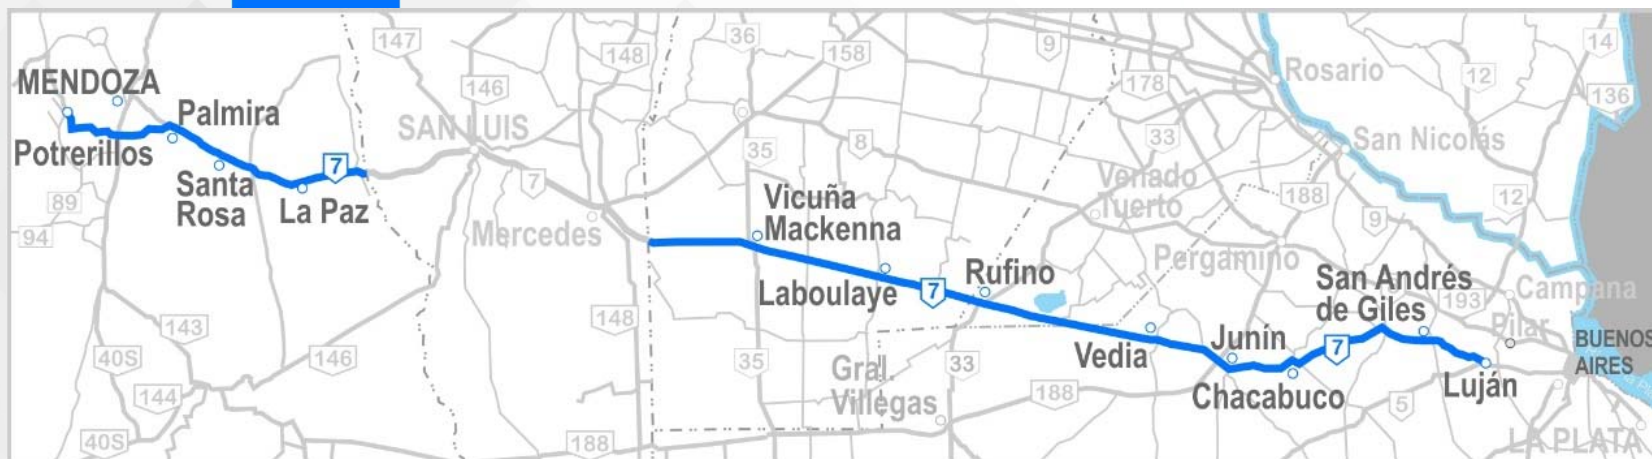 147
36
148
158
9
14
Rosario
12
178
136
MENDOZA
146
Palmira
SAN LUIS
35
8
33
San Nicolás
Potrerillos
7
7
Venado
Tuerto
188
12
Santa
Rosa
La Paz
89
94
Mercedes
Vicuña
Mackenna
9
Pergamino
Laboulaye
7
Rufino
San Andrés
de Giles
193
Campana
143
148
Pilar
40S
146
35
33
Vedia
Junín
7
BUENOS
AIRES
Gral.
Villegas
144
188
Chacabuco
5
Luján
40S
188
LA PLATA